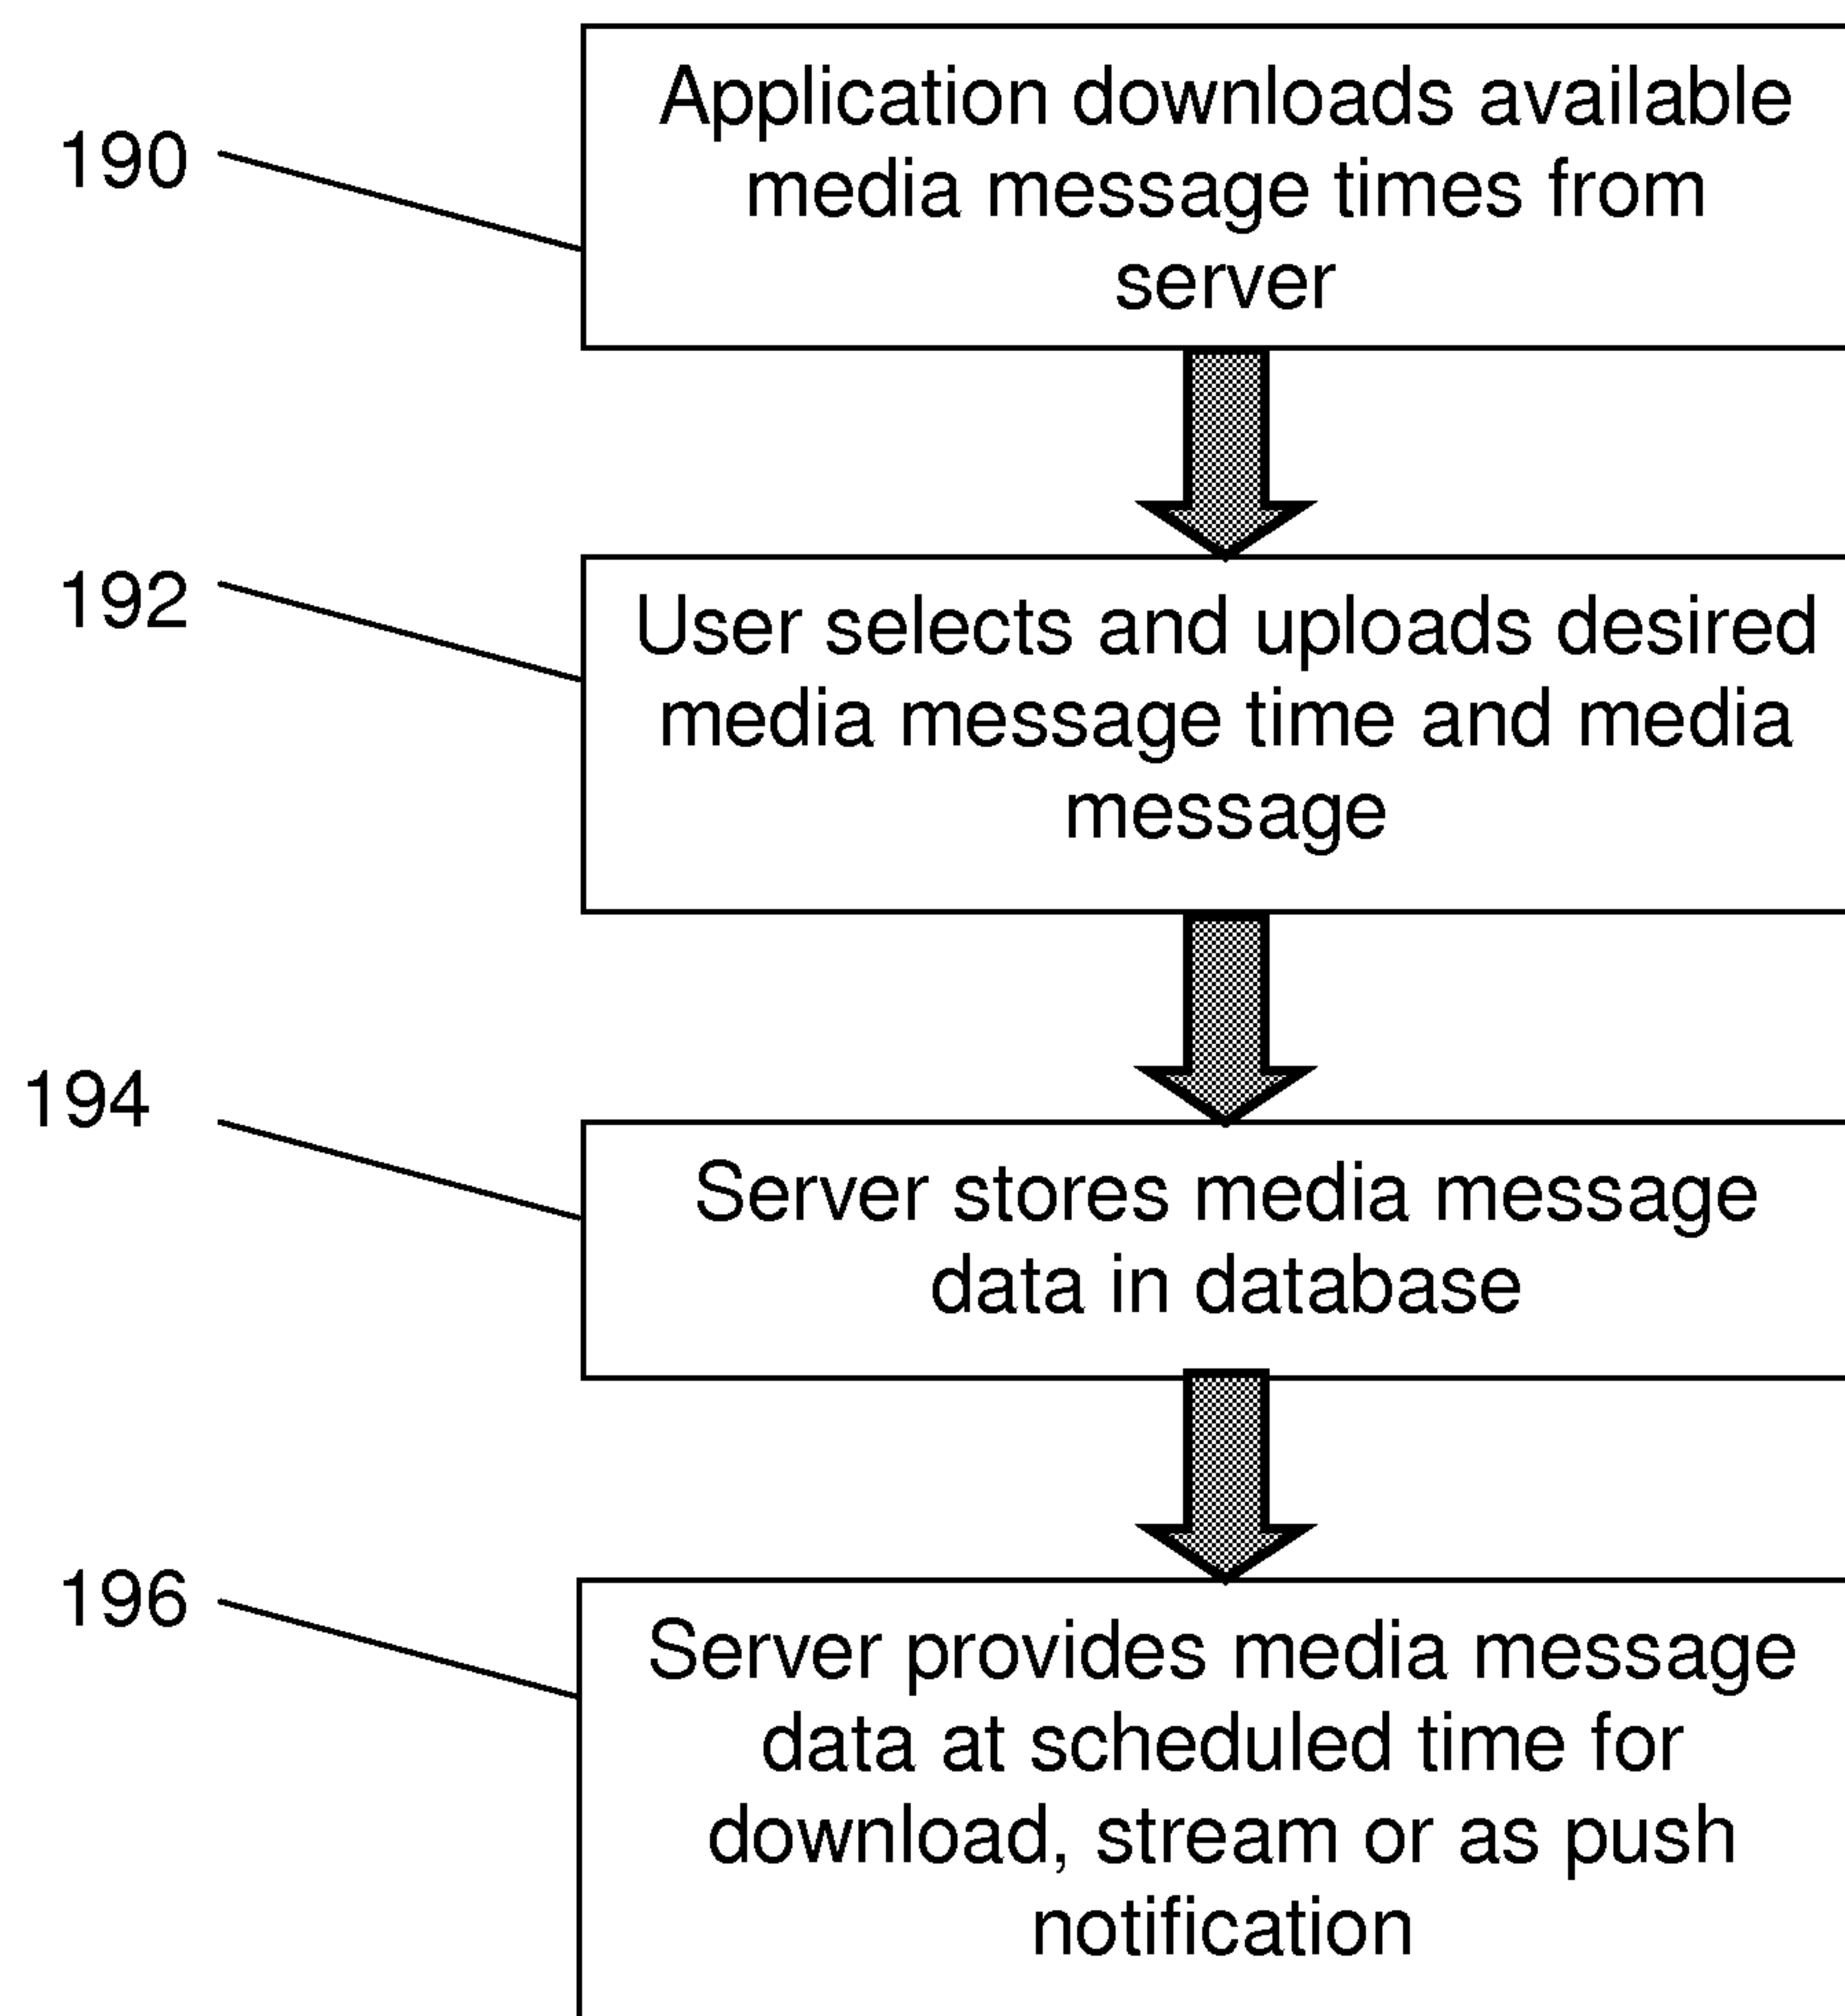 190
Application downloads available
media message times from
server
192
User selects and uploads desired
media message time and media
message
194
Server stores media message
data in database
196
Server provides media message
data at scheduled time for
download, stream or as push
notification